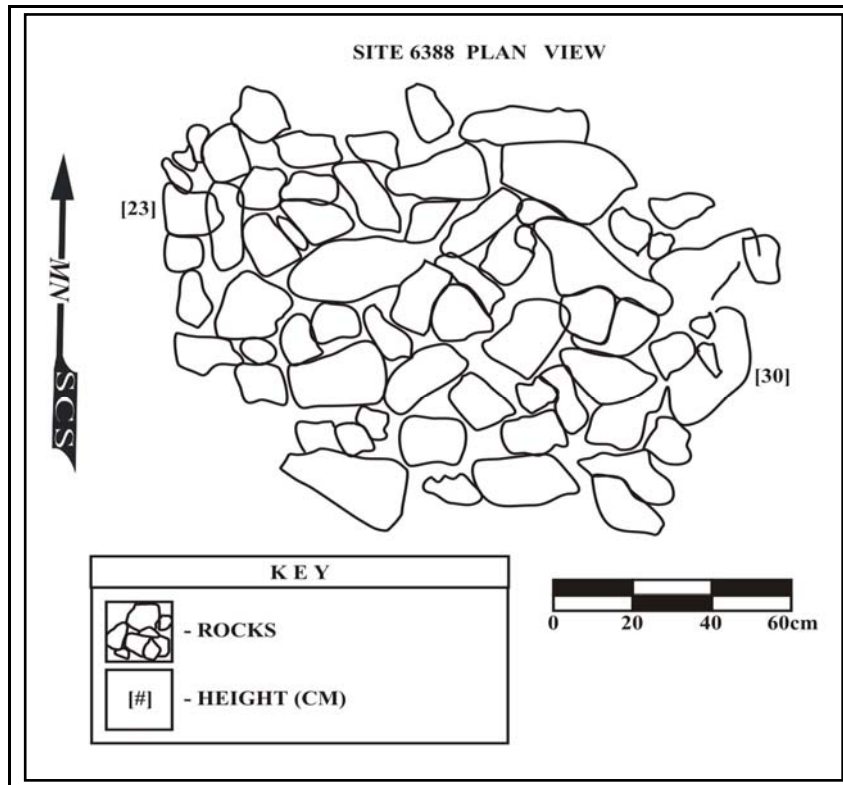 SITE 6388 PLAN VIEW
[23]
MN
SCS
[30]
KEY
- ROCKS
[#] - HEIGHT (CM)
0 20 40 60cm